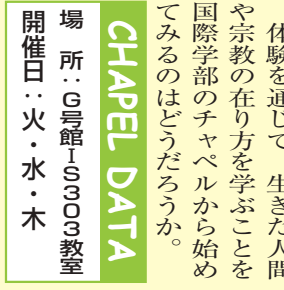 体験を通じて、生きた人間
や宗教の在り方を学ぶことを
国際学部のチャペルから始め
てみるのはどうだろうか。
CHAPEL DATA
場　所：G号館IS303教室
開催日：火・水・木